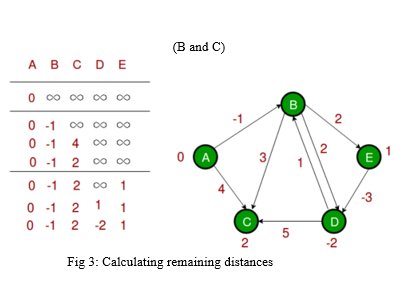 (B and C)
A B C D E
0 ∞ ∞ ∞ ∞
0 -1 ∞ ∞ ∞
0 -1 4 ∞ ∞
0 -1 2 ∞ ∞
0 -1 2 ∞ 1
0 -1 2 1 1
0 -1 2 -2 1
B
-1
2
0
A
3
1
2
E
1
4
-3
C
5
D
2
-2
Fig 3: Calculating remaining distances